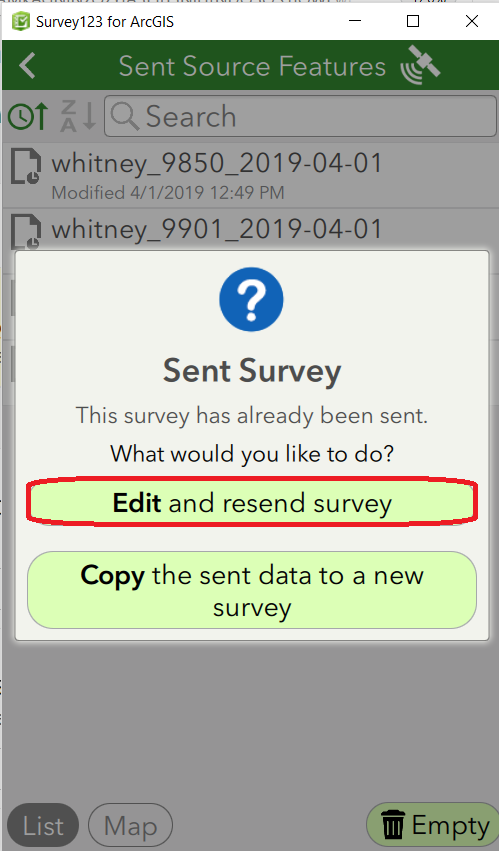 Survey123 for ArcGIS
Sent Source Features
Z
A
Search
whitney_9850_2019-04-01
Modified 4/1/2019 12:49 PM
whitney_9901_2019-04-01
?
Sent Survey
This survey has already been sent.
What would you like to do?
Edit and resend survey
Copy the sent data to a new
survey
List
Map
Empty